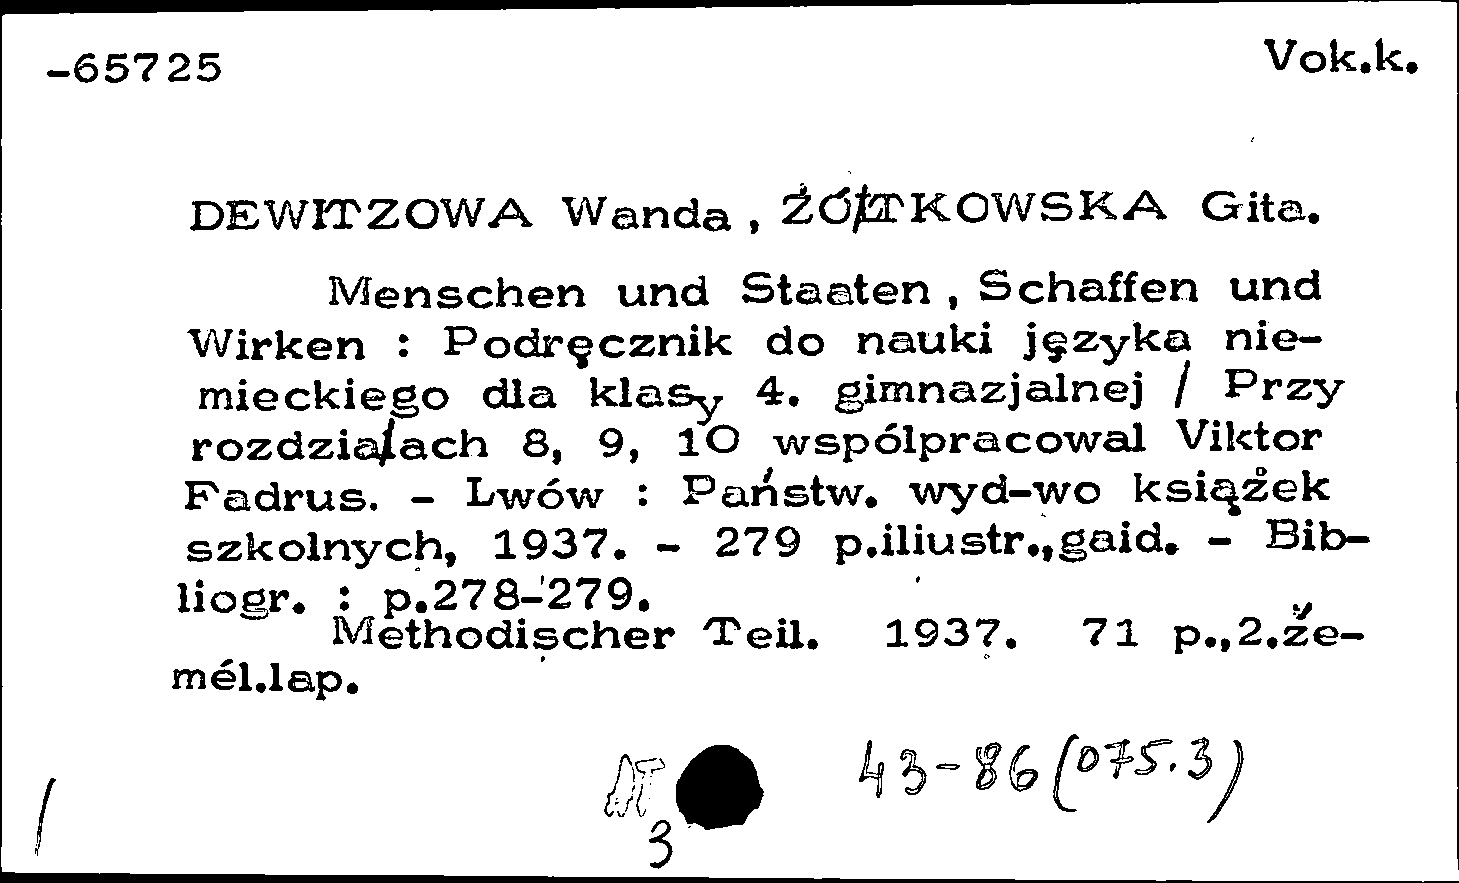 -65725
Vok.k.
DEWITZOWA Wanda, ŻÓŁTKOWSKA Gita.
Menschen und Staaten, Schaffen und
Wirken : Podręcznik do nauki języka nie-
mieckiego dla klasy 4. gimnazjalnej / Przy
rozdziałach 8, 9, 10 wspólpracowal Viktor
Fadrus. - Lwów : Państw. wyd-wo książek
szkolnych, 1937. - 279 p.iliustr.,gaid. - Bib-
liogr. : p.278-279.
Methodischer Teil. 1937. 71 p.,2.že-
mél.lap.
43-86(075.3)
3